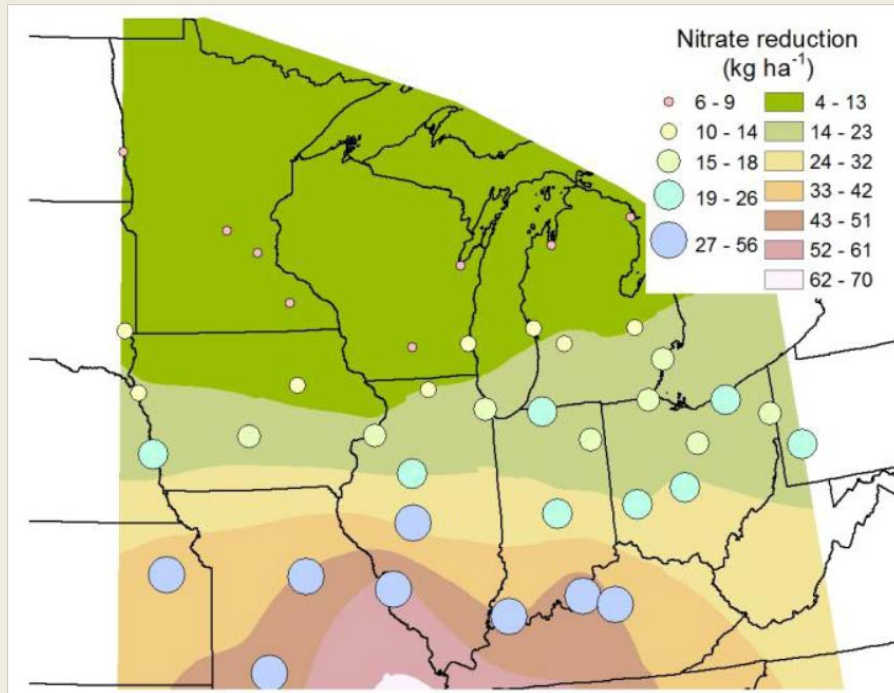 Nitrate reduction
(kg ha⁻¹)
6 - 9 4 - 13
10 - 14 14 - 23
15 - 18 24 - 32
19 - 26 33 - 42
27 - 56 43 - 51
52 - 61
62 - 70